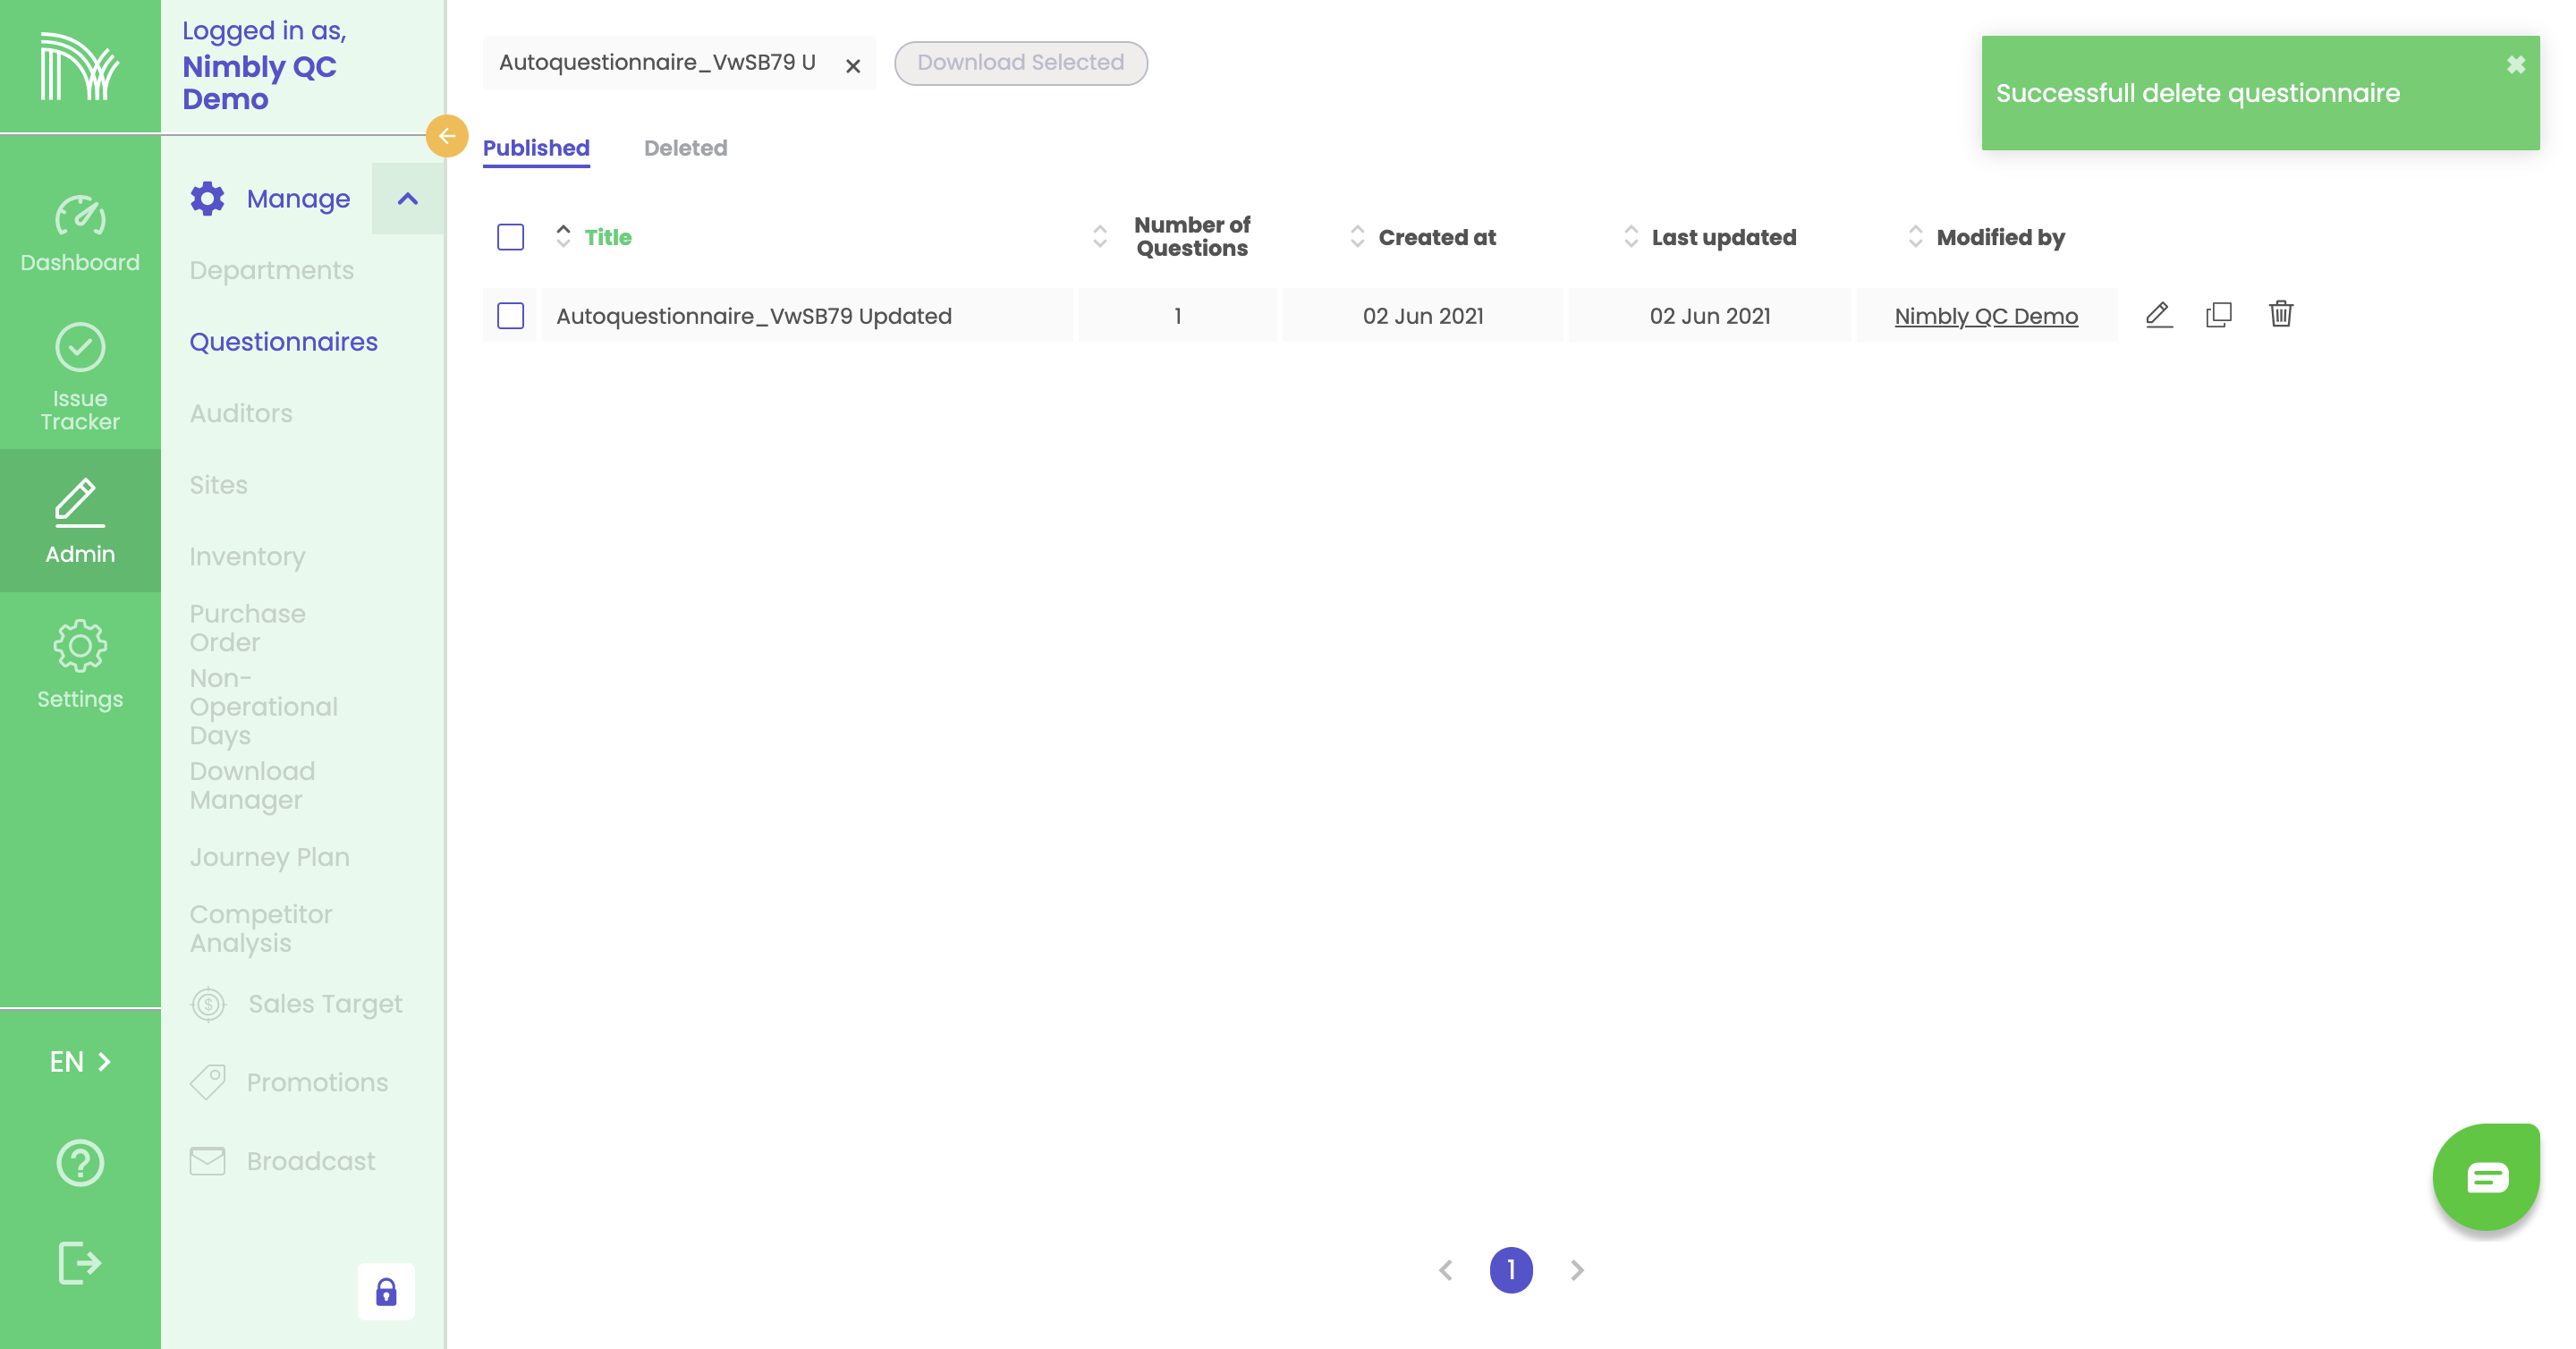 Logged in as,
Nimbly QC
Demo
Dashboard
Issue
Tracker
Admin
Settings
EN
Manage
Departments
Questionnaires
Auditors
Sites
Inventory
Purchase
Order
Non-
Operational
Days
Download
Manager
Journey Plan
Competitor
Analysis
Sales Target
Promotions
Broadcast
Autoquestionnaire_VwSB79 U
Download Selected
Successfull delete questionnaire
Published Deleted
Title Number of Questions Created at Last updated Modified by
Autoquestionnaire_VwSB79 Updated 1 02 Jun 2021 02 Jun 2021 Nimbly QC Demo
1